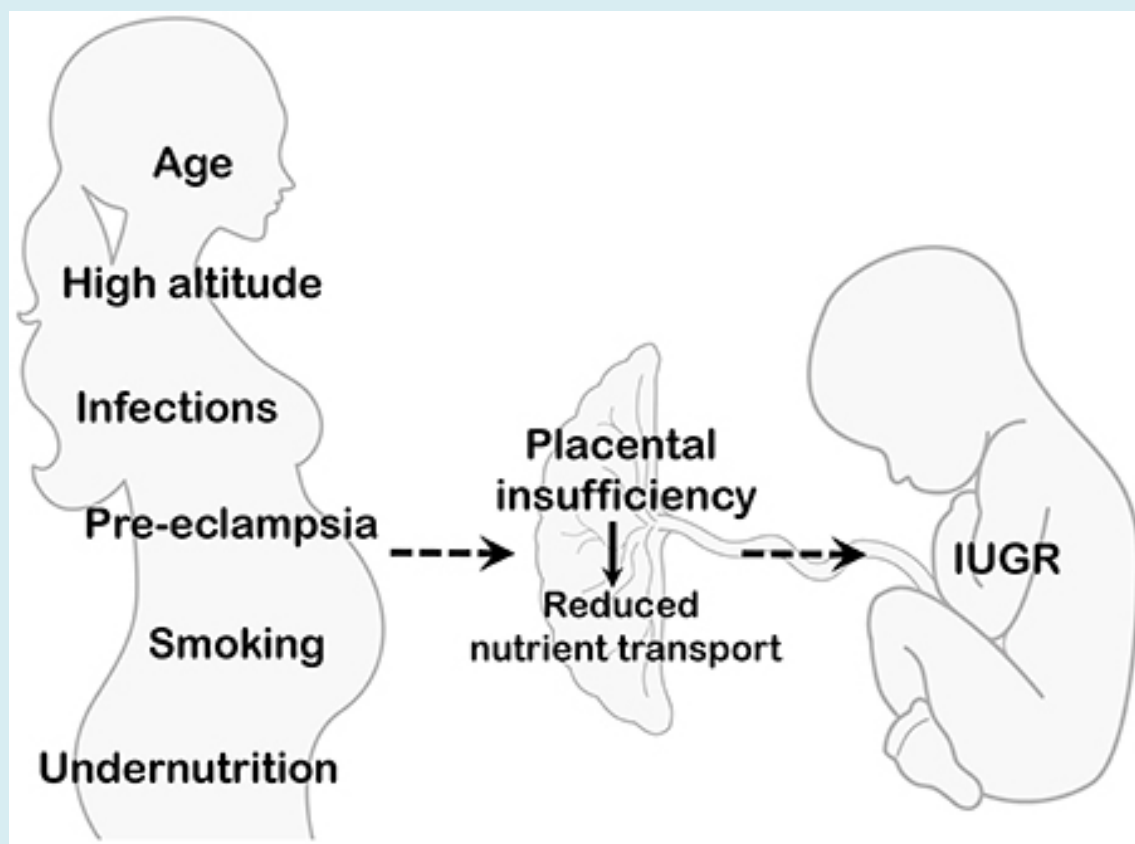 Age
High altitude
Infections
Pre-eclampsia
Smoking
Undernutrition
Placental
insufficiency
Reduced
nutrient transport
IUGR